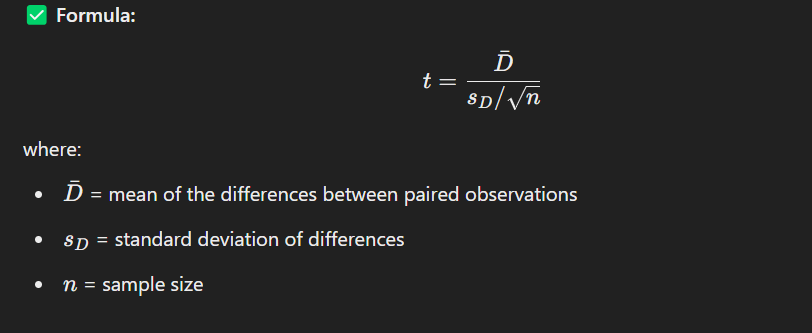 ✅ Formula:
t = D̄ / (s_D/√n)
where:
• D̄ = mean of the differences between paired observations
• s_D = standard deviation of differences
• n = sample size